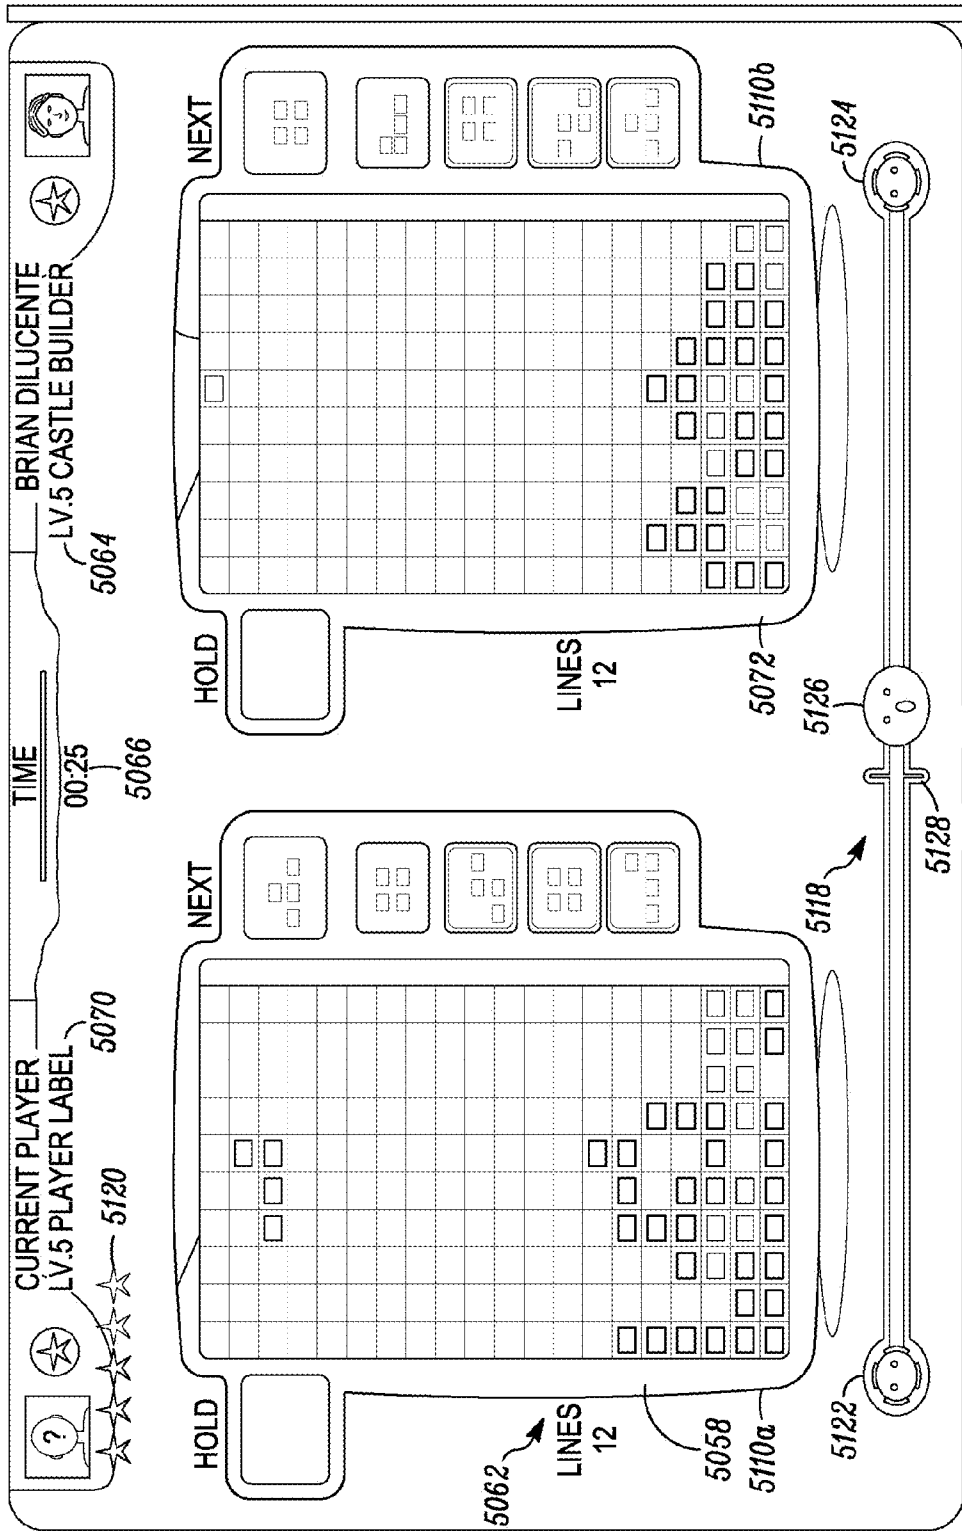 CURRENT PLAYER
LV.5 PLAYER LABEL
5070
5120
?
TIME
00:25
5066
BRIAN DILUCENTE
LV.5 CASTLE BUILDER
5064
HOLD
NEXT
HOLD
NEXT
5062
LINES
12
5058
5110a
LINES
12
5072
5110b
5118
5122
5128
5126
5124